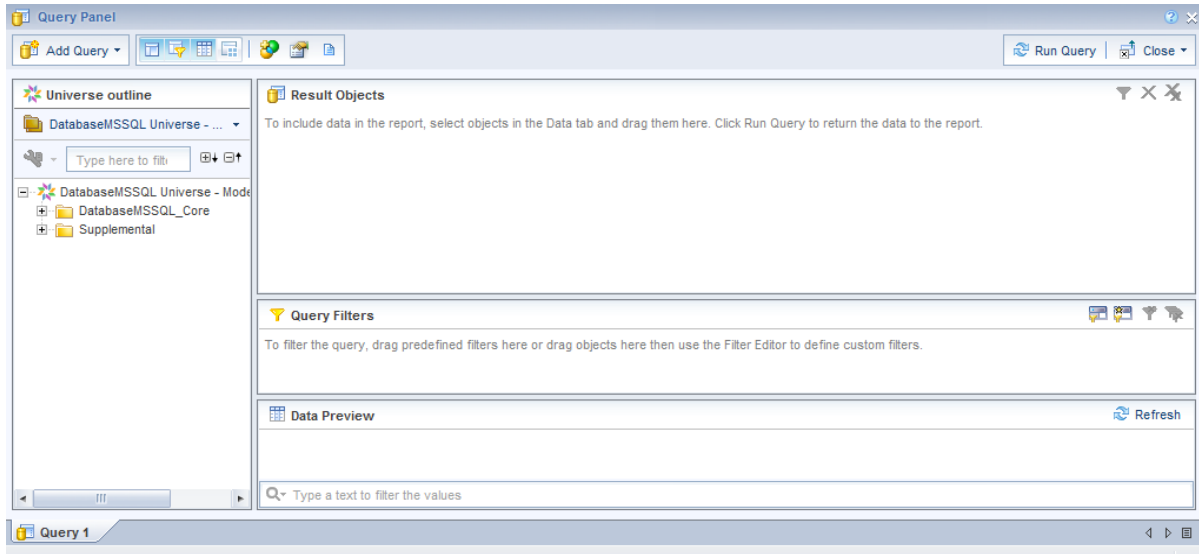 Query Panel
Add Query
Run Query
Close
Universe outline
DatabaseMSSQL Universe - ...
Type here to filt
DatabaseMSSQL Universe - Mode
DatabaseMSSQL_Core
Supplemental
Result Objects
To include data in the report, select objects in the Data tab and drag them here. Click Run Query to return the data to the report.
Query Filters
To filter the query, drag predefined filters here or drag objects here then use the Filter Editor to define custom filters.
Data Preview
Refresh
Type a text to filter the values
Query 1